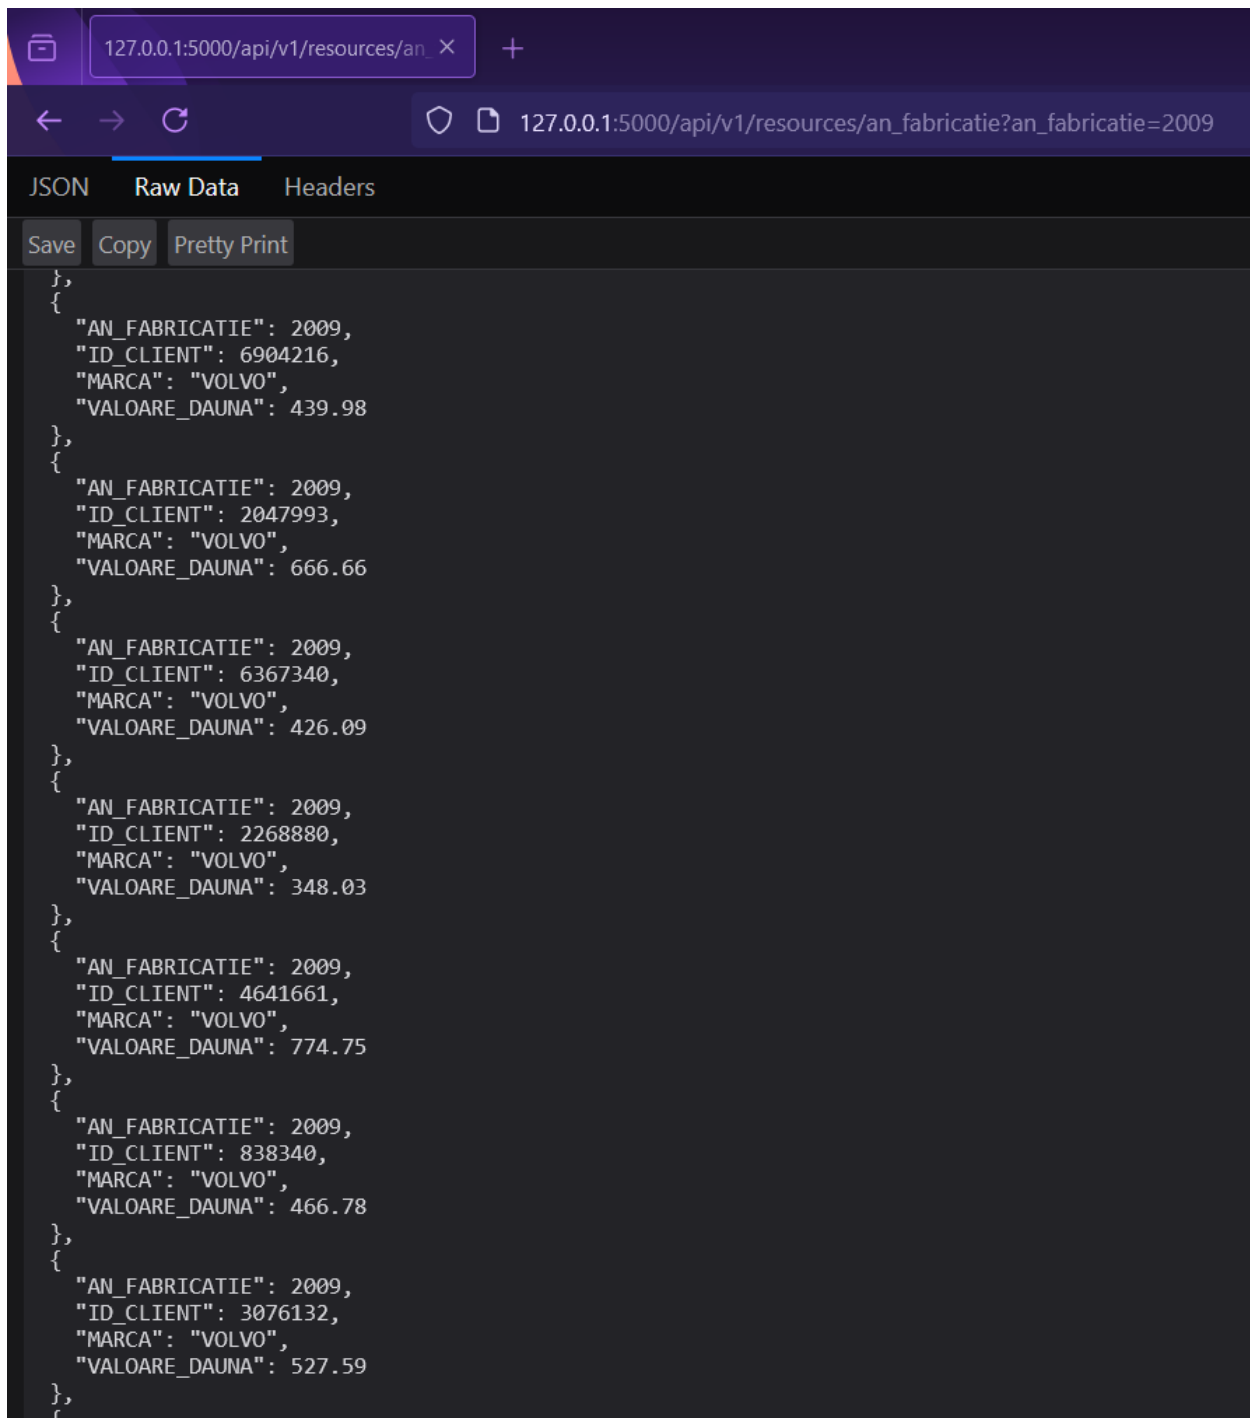 127.0.0.1:5000/api/v1/resources/an_
127.0.0.1:5000/api/v1/resources/an_fabricatie?an_fabricatie=2009
JSON Raw Data Headers
Save Copy Pretty Print
},
{
"AN_FABRICATIE": 2009,
"ID_CLIENT": 6904216,
"MARCA": "VOLVO",
"VALOARE_DAUNA": 439.98
},
{
"AN_FABRICATIE": 2009,
"ID_CLIENT": 2047993,
"MARCA": "VOLVO",
"VALOARE_DAUNA": 666.66
},
{
"AN_FABRICATIE": 2009,
"ID_CLIENT": 6367340,
"MARCA": "VOLVO",
"VALOARE_DAUNA": 426.09
},
{
"AN_FABRICATIE": 2009,
"ID_CLIENT": 2268880,
"MARCA": "VOLVO",
"VALOARE_DAUNA": 348.03
},
{
"AN_FABRICATIE": 2009,
"ID_CLIENT": 4641661,
"MARCA": "VOLVO",
"VALOARE_DAUNA": 774.75
},
{
"AN_FABRICATIE": 2009,
"ID_CLIENT": 838340,
"MARCA": "VOLVO",
"VALOARE_DAUNA": 466.78
},
{
"AN_FABRICATIE": 2009,
"ID_CLIENT": 3076132,
"MARCA": "VOLVO",
"VALOARE_DAUNA": 527.59
},
{